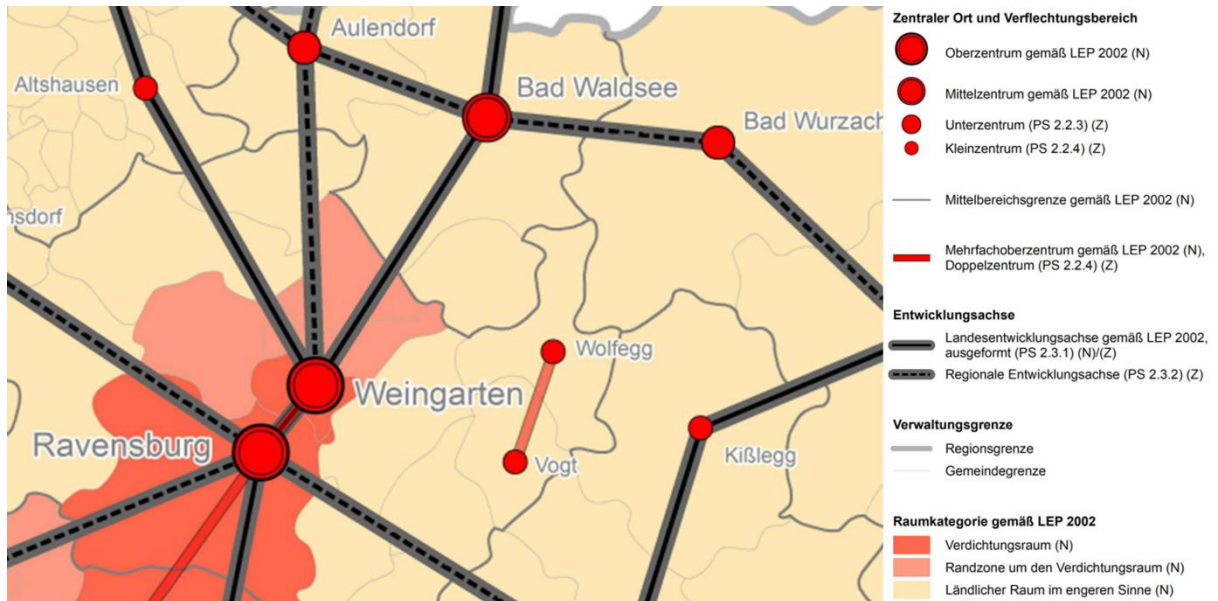 Aulendorf
Altshausen
Bad Waldsee
Bad Wurzach
nsdorf
Wolfegg
Weingarten
Ravensburg
Vogt
Kißlegg
Zentraler Ort und Verflechtungsbereich
Oberzentrum gemäß LEP 2002 (N)
Mittelzentrum gemäß LEP 2002 (N)
Unterzentrum (PS 2.2.3) (Z)
Kleinzentrum (PS 2.2.4) (Z)
Mittelbereichsgrenze gemäß LEP 2002 (N)
Mehrfachoberzentrum gemäß LEP 2002 (N),
Doppelzentrum (PS 2.2.4) (Z)
Entwicklungsachse
Landesentwicklungsachse gemäß LEP 2002,
ausgeformt (PS 2.3.1) (N)/(Z)
Regionale Entwicklungsachse (PS 2.3.2) (Z)
Verwaltungsgrenze
Regionsgrenze
Gemeindegrenze
Raumkategorie gemäß LEP 2002
Verdichtungsraum (N)
Randzone um den Verdichtungsraum (N)
Ländlicher Raum im engeren Sinne (N)